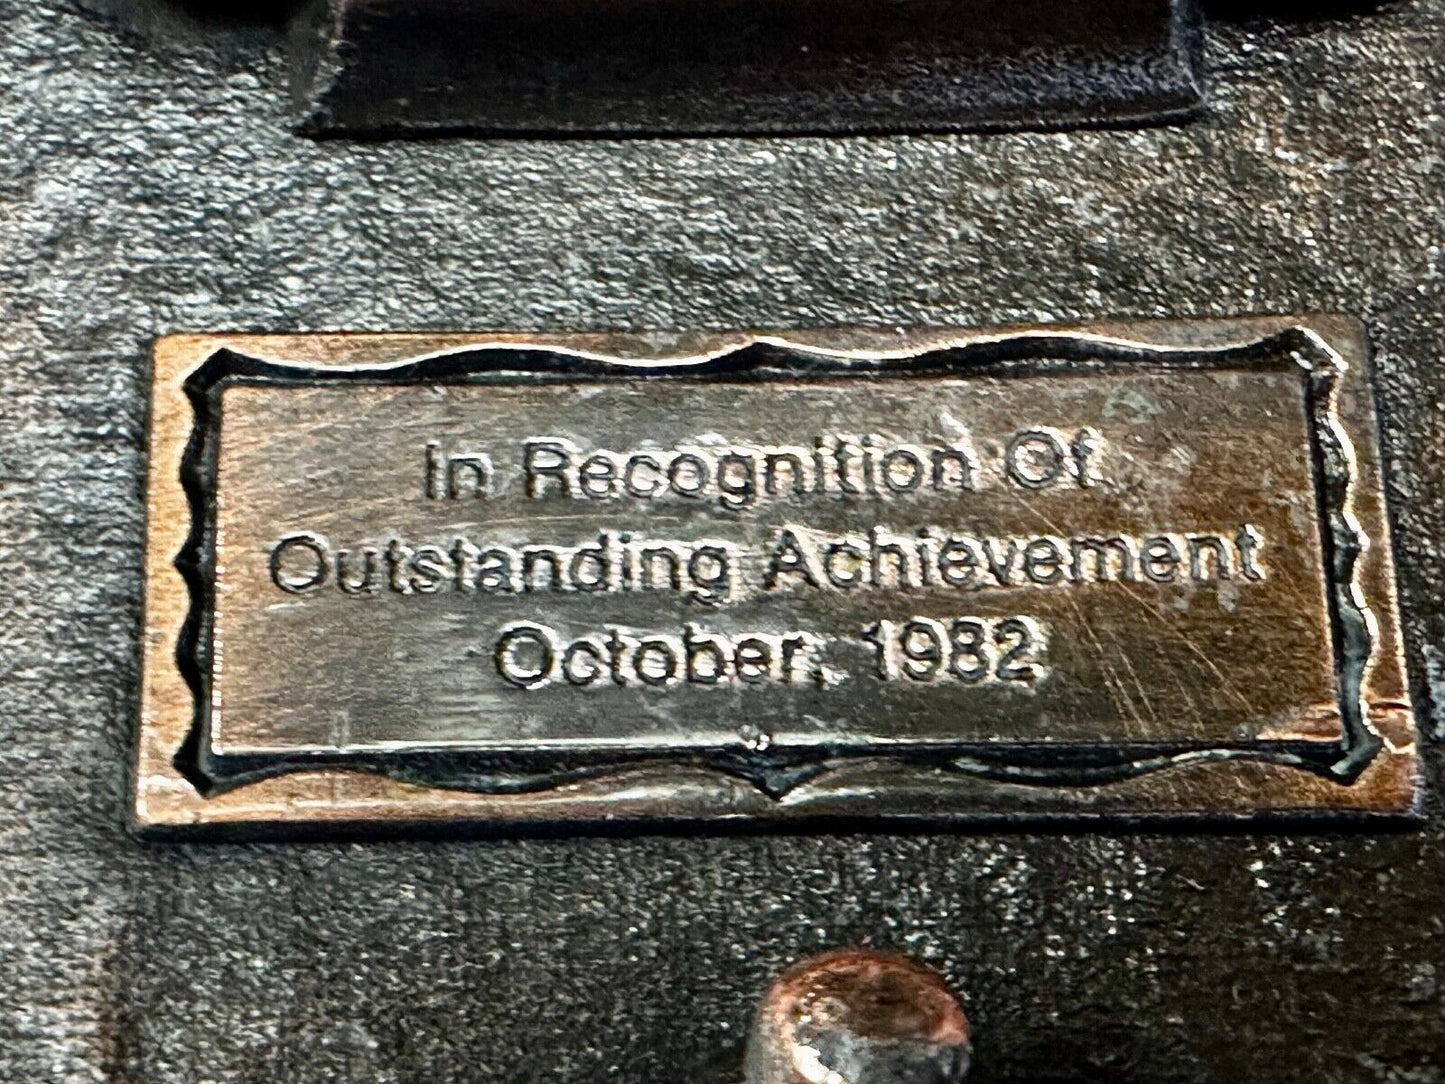 In Recognition Of
Outstanding Achievement
October, 1982